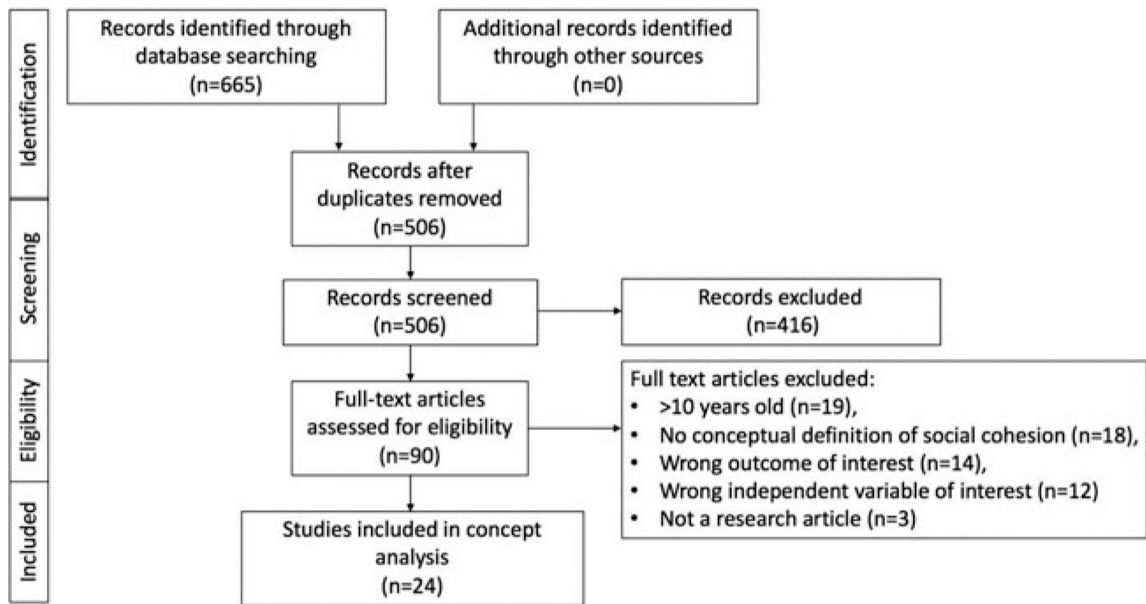 Identification
Records identified through
database searching
(n=665)
Additional records identified
through other sources
(n=0)
Records after
duplicates removed
(n=506)
Screening
Records screened
(n=506)
Records excluded
(n=416)
Eligibility
Full-text articles
assessed for eligibility
(n=90)
Full text articles excluded:
• >10 years old (n=19),
• No conceptual definition of social cohesion (n=18),
• Wrong outcome of interest (n=14),
• Wrong independent variable of interest (n=12)
• Not a research article (n=3)
Included
Studies included in concept
analysis
(n=24)